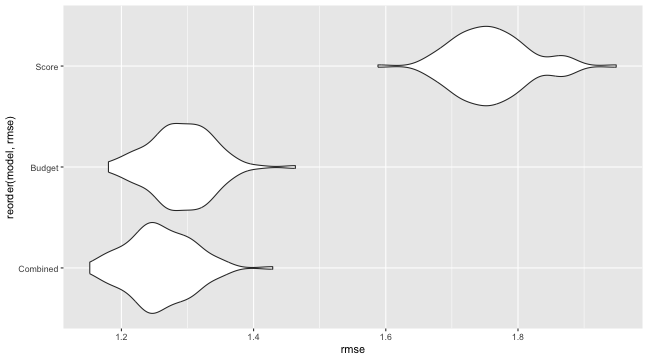 Score
Budget
Combined
reorder(model, rmse)
1.2 1.4 1.6 1.8
rmse